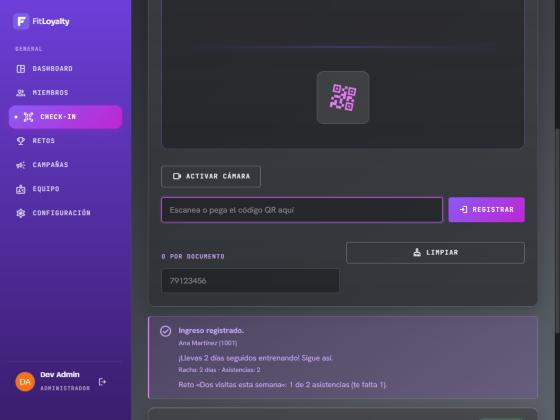 FitLoyalty
GENERAL
DASHBOARD
MIEMBROS
CHECK-IN
RETOS
CAMPAÑAS
EQUIPO
CONFIGURACIÓN
DA
Dev Admin
ADMINISTRADOR
ACTIVAR CÁMARA
Escanea o pega el código QR aquí
REGISTRAR
O POR DOCUMENTO
LIMPIAR
79123456
Ingreso registrado.
Ana Martínez (1001)
¡Llevas 2 días seguidos entrenando! Sigue así.
Racha: 2 días · Asistencias: 2
Reto «Dos visitas esta semana»: 1 de 2 asistencias (te falta 1).